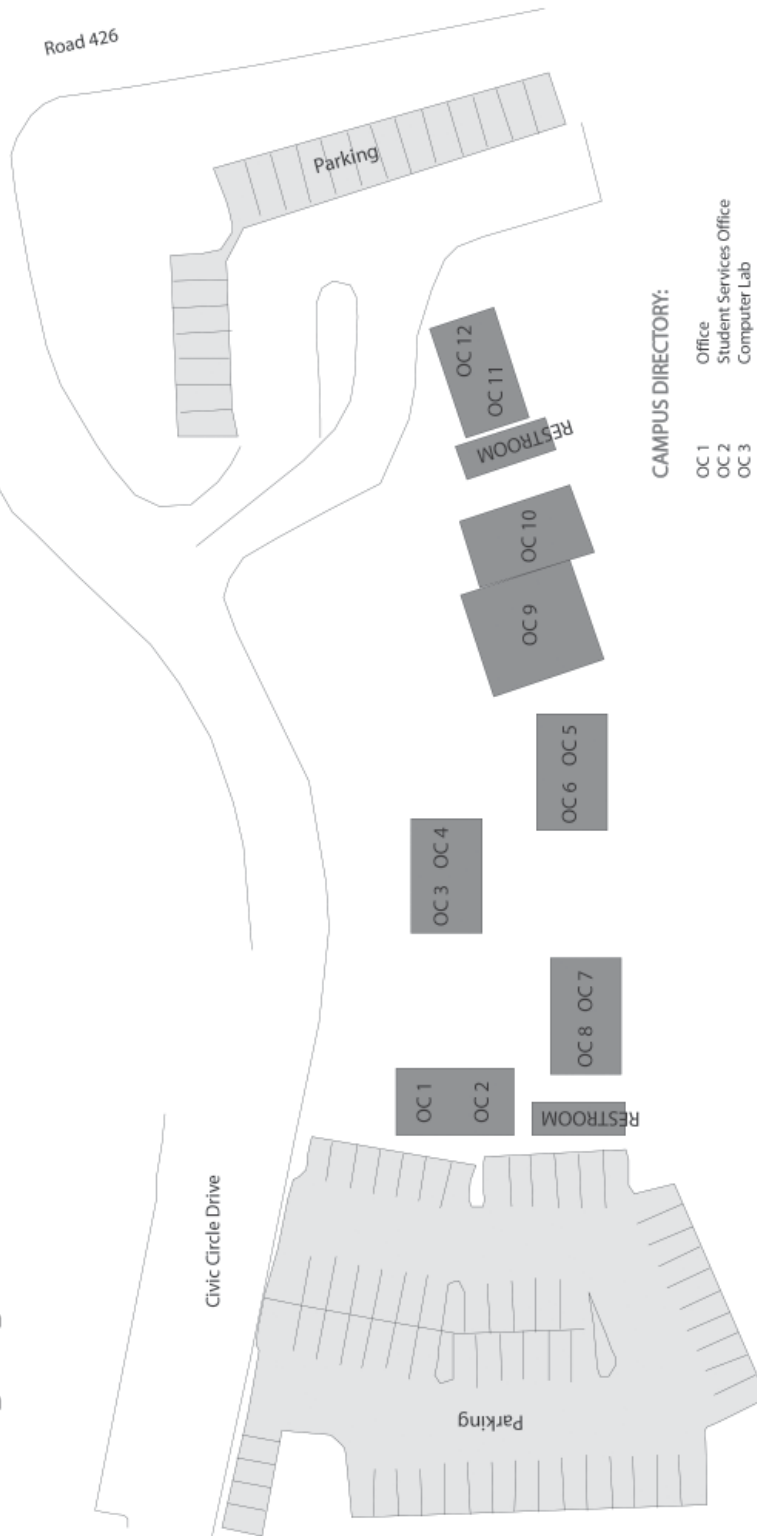 Road 426
Parking
OC 12
OC 11
RESTROOM
OC 10
OC 9
OC 5
OC 6
OC 4
OC 3
OC 7
OC 8
OC 1
OC 2
RESTROOM
Civic Circle Drive
Parking
CAMPUS DIRECTORY:
OC 1 Office
OC 2 Student Services Office
OC 3 Computer Lab